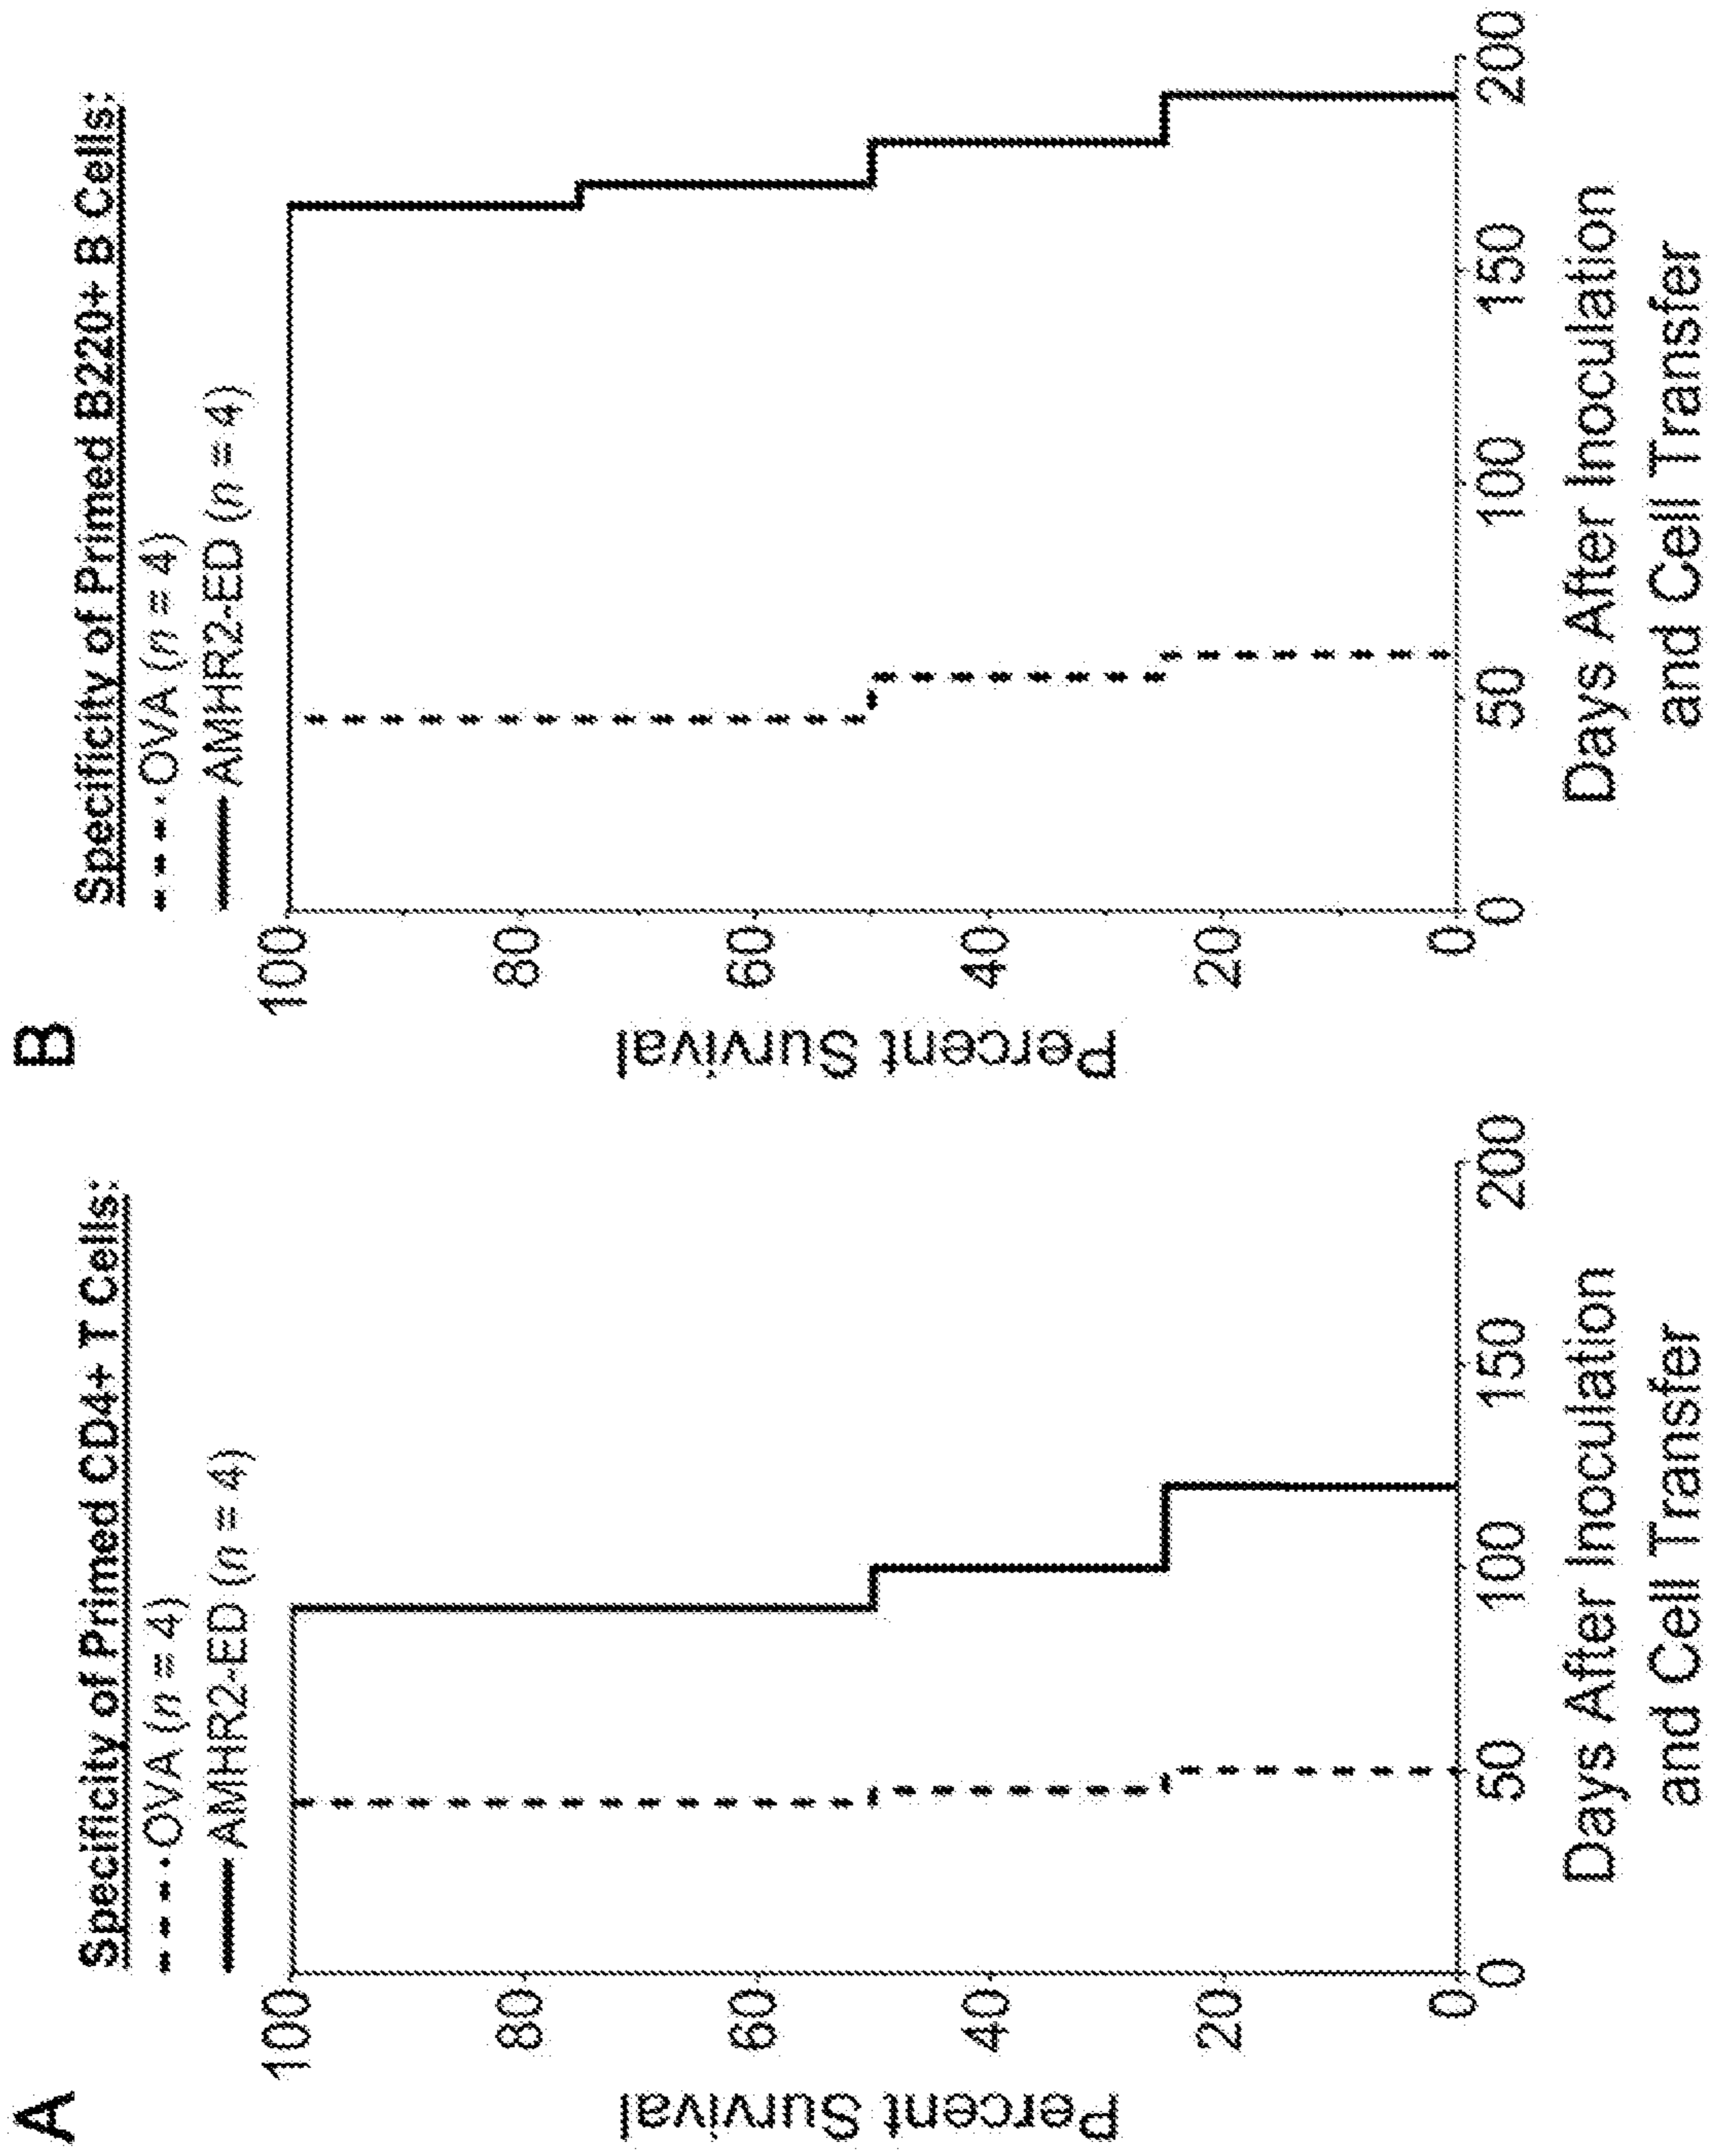 A
Specificity of Primed CD4+ T Cells:
OVA (n = 4)
AMHR2-ED (n = 4)
Percent Survival
100
80
60
40
20
0
0 50 100 150 200
Days After Inoculation
and Cell Transfer
B
Specificity of Primed B220+ B Cells:
OVA (n = 4)
AMHR2-ED (n = 4)
Percent Survival
100
80
60
40
20
0
0 50 100 150 200
Days After Inoculation
and Cell Transfer